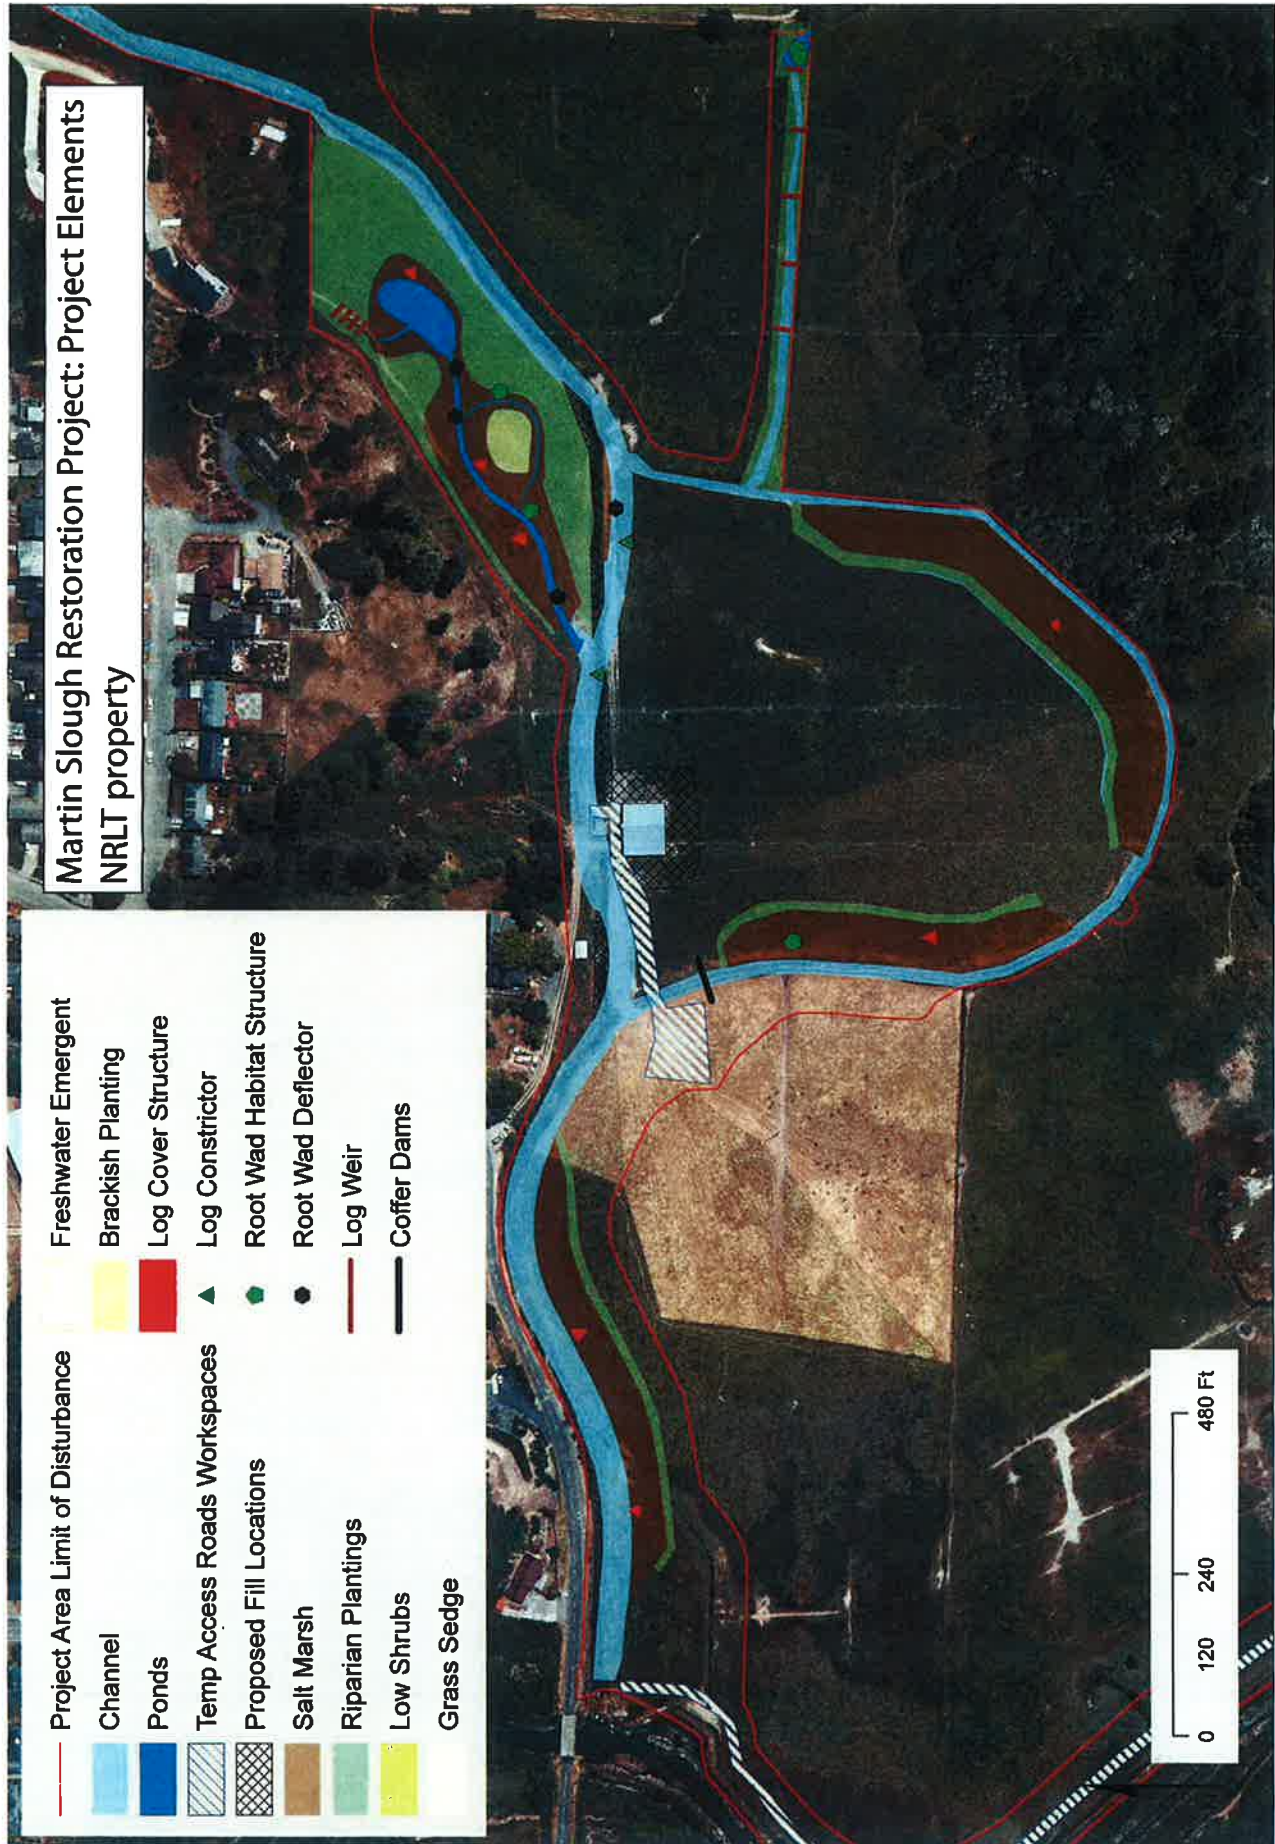 Martin Slough Restoration Project: Project Elements
NRLT property
Project Area Limit of Disturbance
Channel
Ponds
Temp Access Roads Workspaces
Proposed Fill Locations
Salt Marsh
Riparian Plantings
Low Shrubs
Grass Sedge
Freshwater Emergent
Brackish Planting
Log Cover Structure
Log Constrictor
Root Wad Habitat Structure
Root Wad Deflector
Log Weir
Coffer Dams
0 120 240 480 Ft